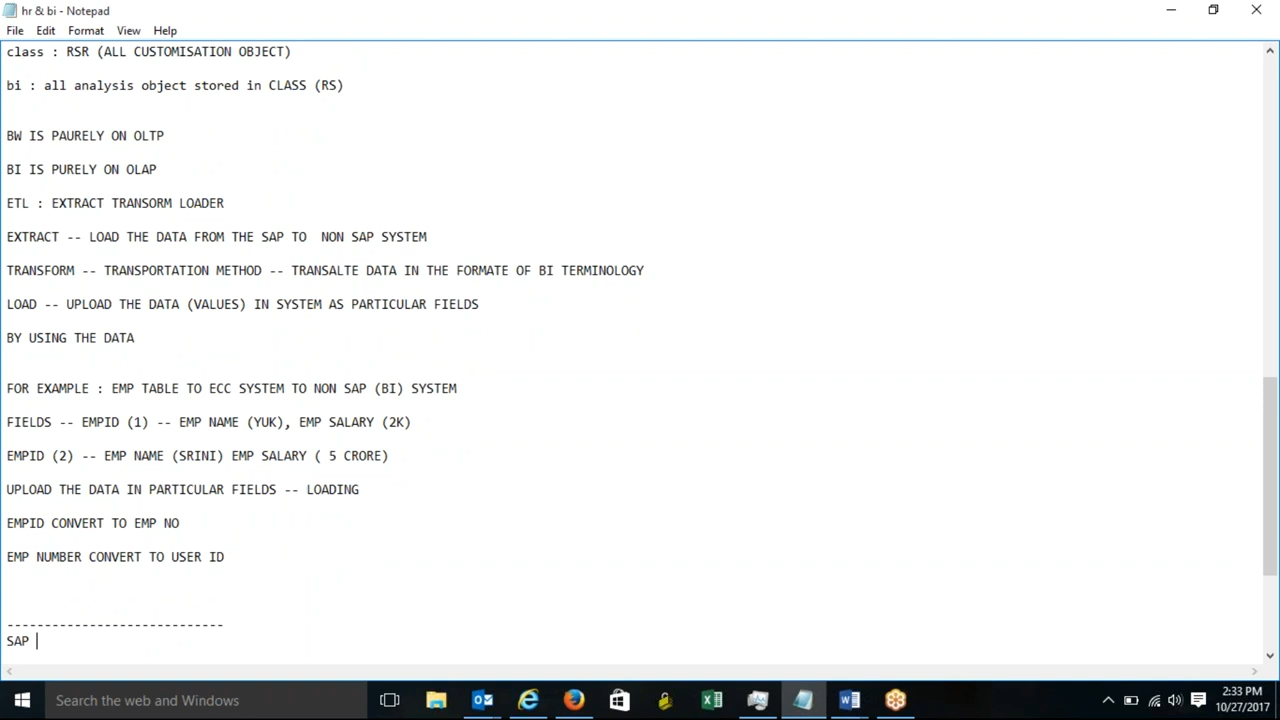 hr & bi - Notepad
File Edit Format View Help
class : RSR (ALL CUSTOMISATION OBJECT)
bi : all analysis object stored in CLASS (RS)
BW IS PAURELY ON OLTP
BI IS PURELY ON OLAP
ETL : EXTRACT TRANSORM LOADER
EXTRACT -- LOAD THE DATA FROM THE SAP TO  NON SAP SYSTEM
TRANSFORM -- TRANSPORTATION METHOD -- TRANSALTE DATA IN THE FORMATE OF BI TERMINOLOGY
LOAD -- UPLOAD THE DATA (VALUES) IN SYSTEM AS PARTICULAR FIELDS
BY USING THE DATA
FOR EXAMPLE : EMP TABLE TO ECC SYSTEM TO NON SAP (BI) SYSTEM
FIELDS -- EMPID (1) -- EMP NAME (YUK), EMP SALARY (2K)
EMPID (2) -- EMP NAME (SRINI) EMP SALARY ( 5 CRORE)
UPLOAD THE DATA IN PARTICULAR FIELDS -- LOADING
EMPID CONVERT TO EMP NO
EMP NUMBER CONVERT TO USER ID
-----------------------------
SAP
Search the web and Windows
2:33 PM
10/27/2017